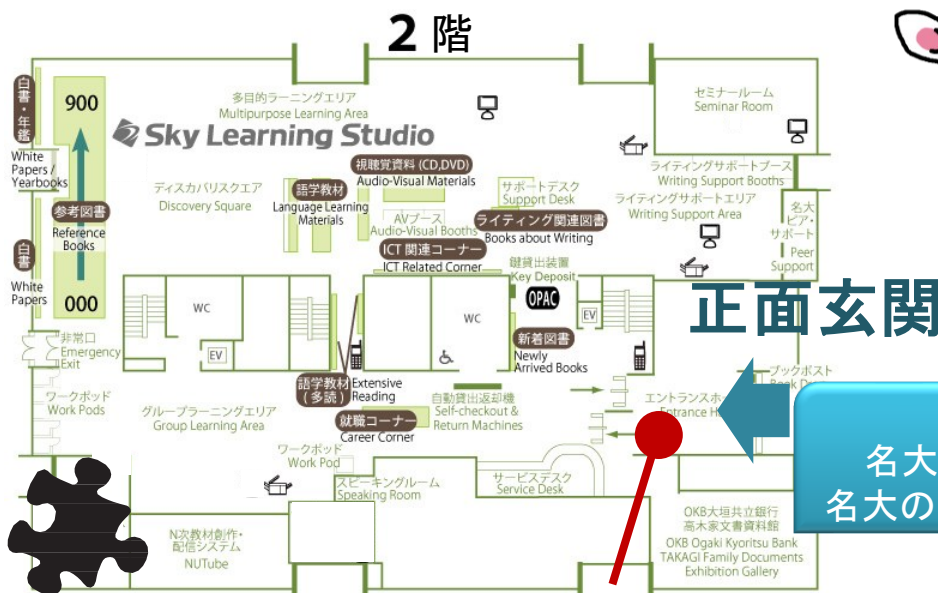 2 階
白書・年鑑
White
Papers /
Yearbooks
900
参考図書
Reference
Books
白書
White
Papers
000
多目的ラーニングエリア
Multipurpose Learning Area
Sky Learning Studio
ディスカバリスクエア
Discovery Square
語学教材
Language Learning
Materials
視聴覚資料 (CD,DVD)
Audio-Visual Materials
AVブース
Audio-Visual Booths
サポートデスク
Support Desk
ライティング関連図書
Books about Writing
ICT 関連コーナー
ICT Related Corner
鍵貸出装置
Key Deposit
OPAC
セミナールーム
Seminar Room
ライティングサポートブース
Writing Support Booths
ライティングサポートエリア
Writing Support Area
名大
ピア・
サポート
Peer
Support
正面玄関
WC
EV
WC
EV
新着図書
Newly
Arrived Books
非常口
Emergency
Exit
ワークポッド
Work Pods
グループラーニングエリア
Group Learning Area
語学教材
(多読)
Extensive
Reading
就職コーナー
Career Corner
自動貸出返却機
Self-checkout &
Return Machines
エントランスホ
Entrance H
ブックポスト
ワークポッド
Work Pod
スピーキングルーム
Speaking Room
サービスデスク
Service Desk
N次教材創作・
配信システム
NUTube
OKB大垣共立銀行
高木家文書資料館
OKB Ogaki Kyoritsu Bank
TAKAGI Family Documents
Exhibition Gallery
名大
名大の